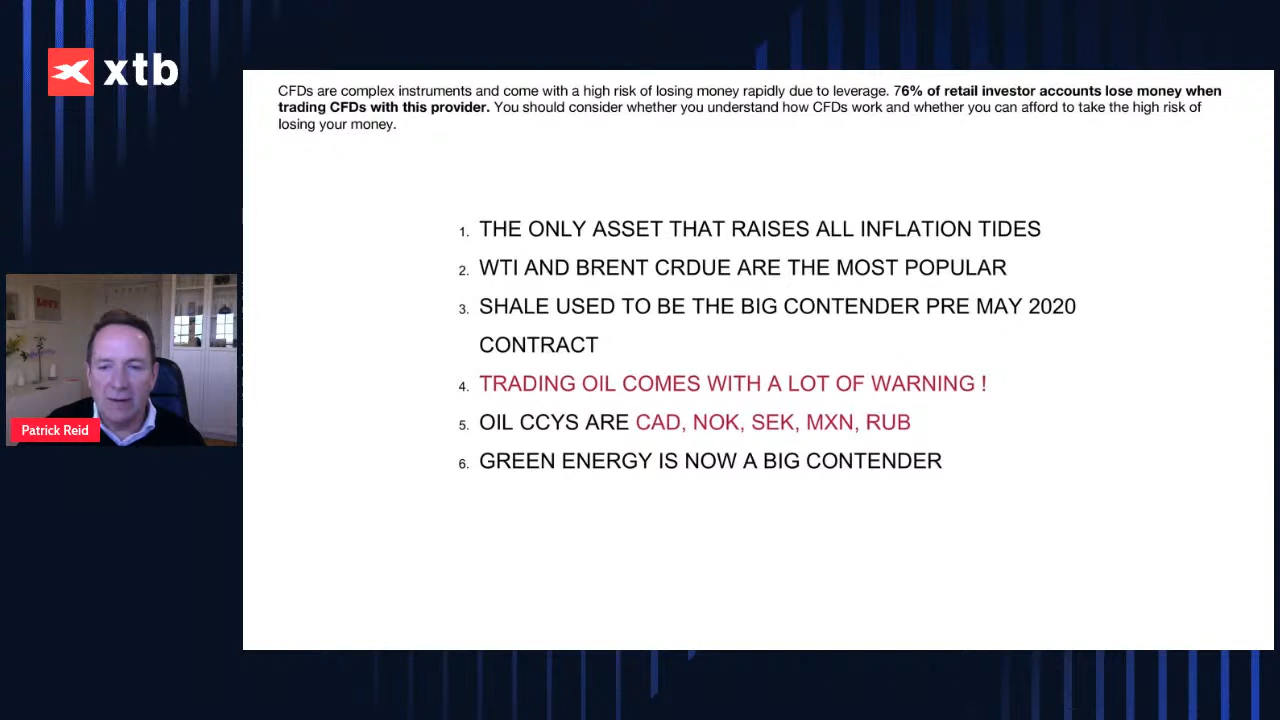 xtb
CFDs are complex instruments and come with a high risk of losing money rapidly due to leverage. 76% of retail investor accounts lose money when
trading CFDs with this provider. You should consider whether you understand how CFDs work and whether you can afford to take the high risk of
losing your money.
1. THE ONLY ASSET THAT RAISES ALL INFLATION TIDES
2. WTI AND BRENT CRDUE ARE THE MOST POPULAR
3. SHALE USED TO BE THE BIG CONTENDER PRE MAY 2020
CONTRACT
4. TRADING OIL COMES WITH A LOT OF WARNING !
5. OIL CCYS ARE CAD, NOK, SEK, MXN, RUB
6. GREEN ENERGY IS NOW A BIG CONTENDER
Patrick Reid